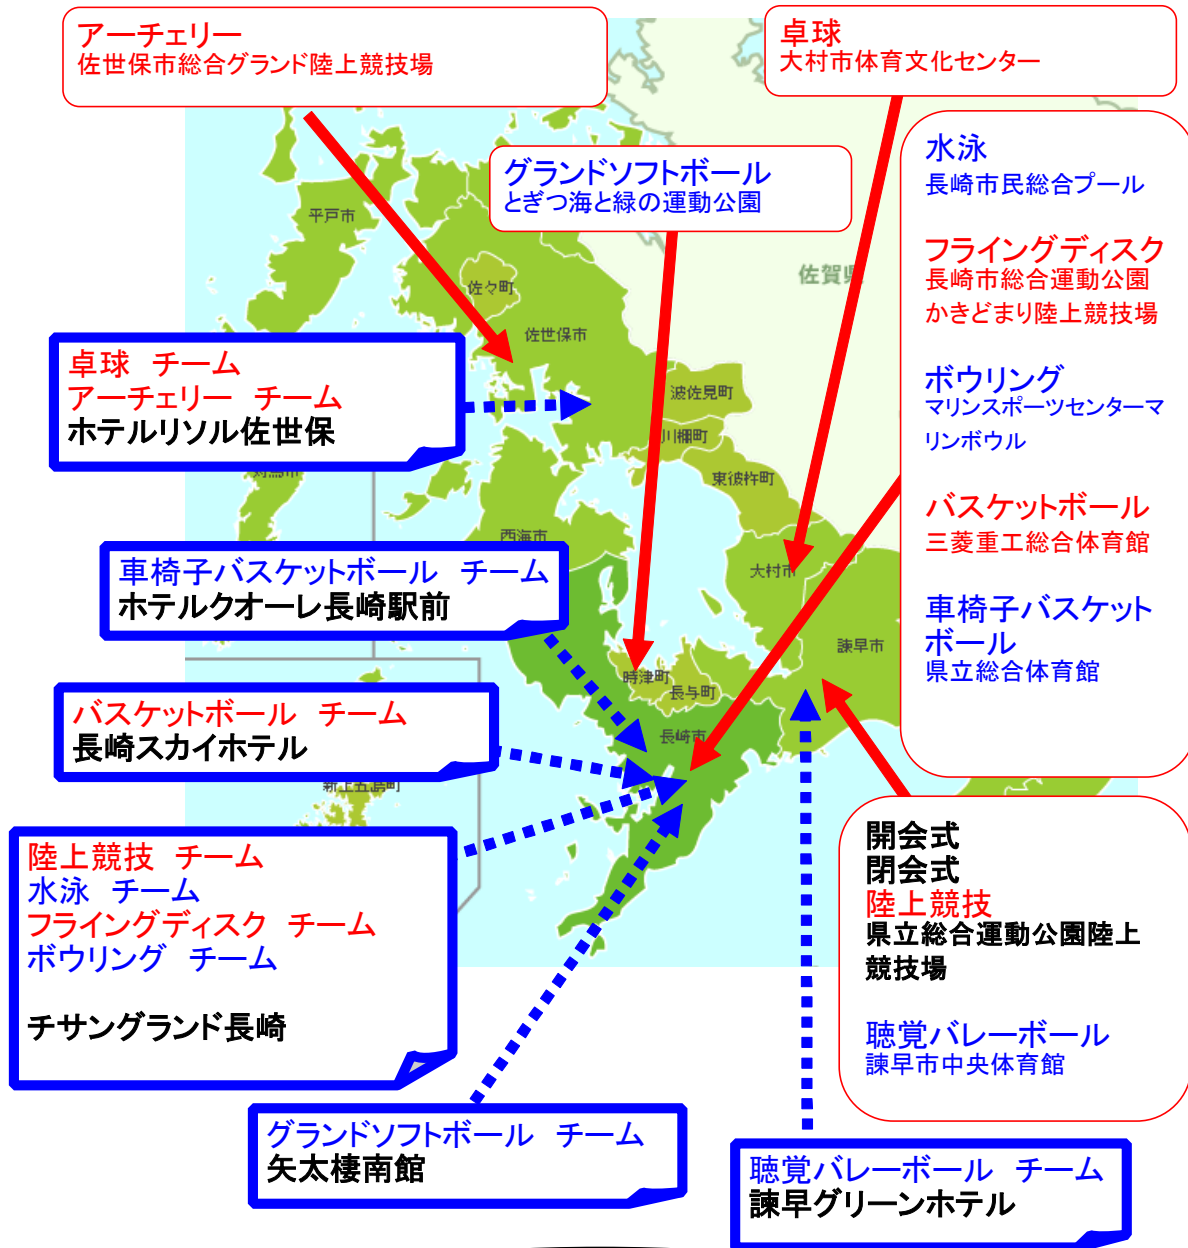 アーチェリー
佐世保市総合グランド陸上競技場
卓球
大村市体育文化センター
グランドソフトボール
とぎつ海と緑の運動公園
水泳
長崎市民総合プール
フライングディスク
長崎市総合運動公園
かきどまり陸上競技場
ボウリング
マリンスポーツセンターマ
リンボウル
バスケットボール
三菱重工総合体育館
車椅子バスケット
ボール
県立総合体育館
平戸市
佐々町
佐世保市
佐賀県
波佐見町
川棚町
東彼杵町
卓球 チーム
アーチェリー チーム
ホテルリソル佐世保
対馬市
西海市
大村市
諫早市
時津町
長与町
長崎市
車椅子バスケットボール チーム
ホテルクオーレ長崎駅前
バスケットボール チーム
長崎スカイホテル
新上五島町
陸上競技 チーム
水泳 チーム
フライングディスク チーム
ボウリング チーム
チサングランド長崎
開会式
閉会式
陸上競技
県立総合運動公園陸上
競技場
聴覚バレーボール
諫早市中央体育館
グランドソフトボール チーム
矢太棲南館
聴覚バレーボール チーム
諫早グリーンホテル